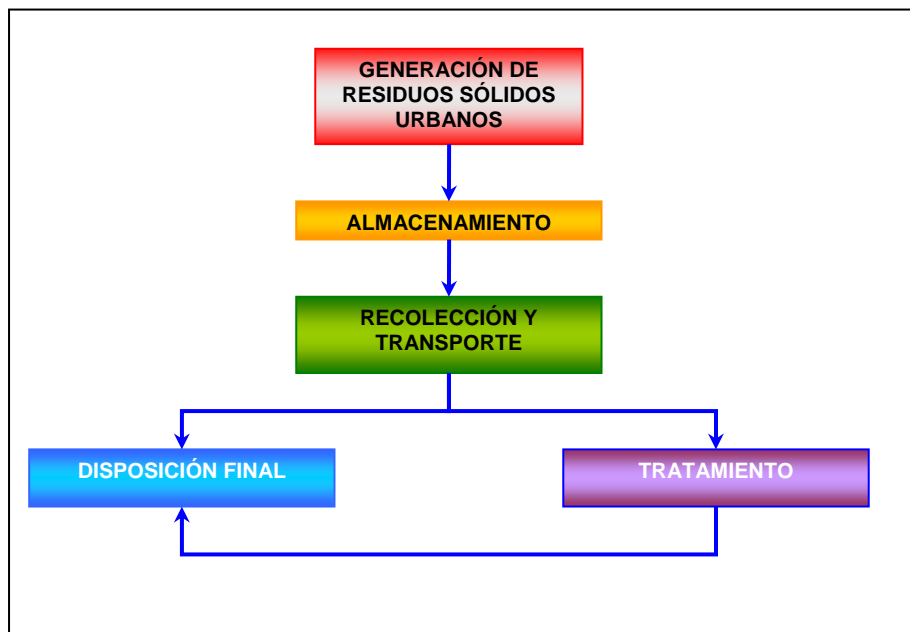 GENERACIÓN DE
RESIDUOS SÓLIDOS
URBANOS
ALMACENAMIENTO
RECOLECCIÓN Y
TRANSPORTE
DISPOSICIÓN FINAL
TRATAMIENTO